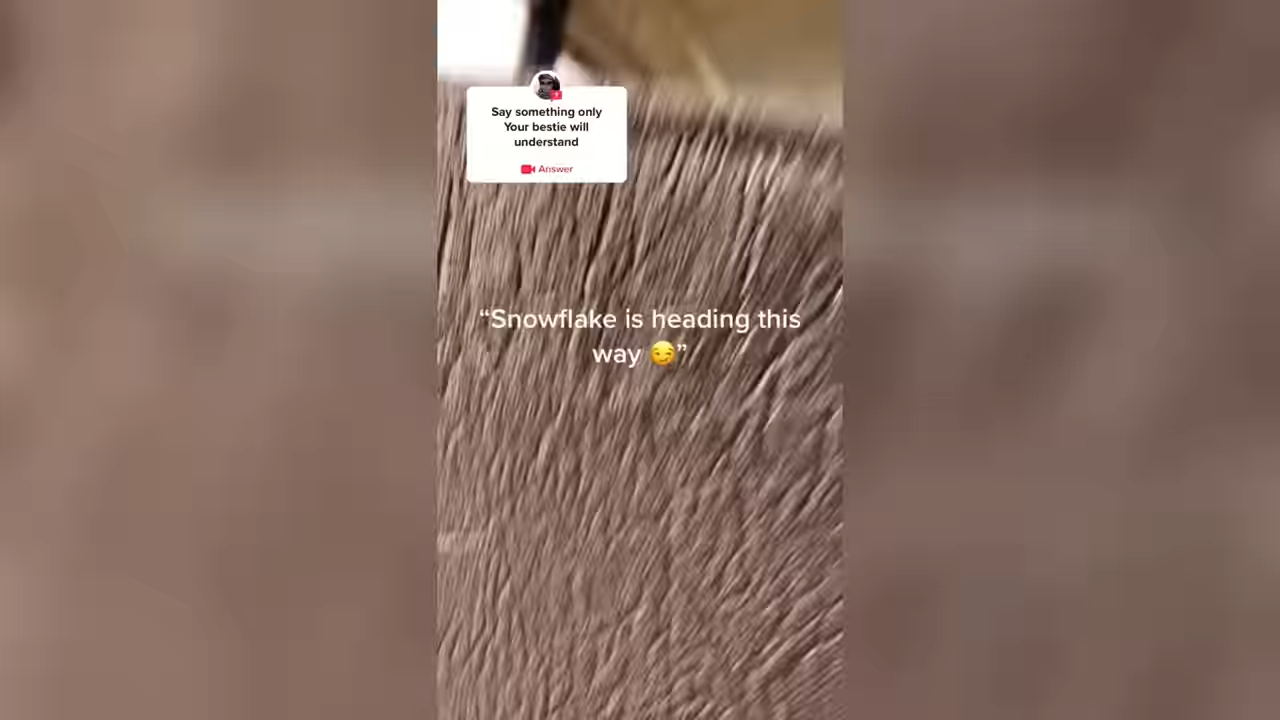 Say something only
Your bestie will
understand
Answer
“Snowflake is heading this
way 😏”